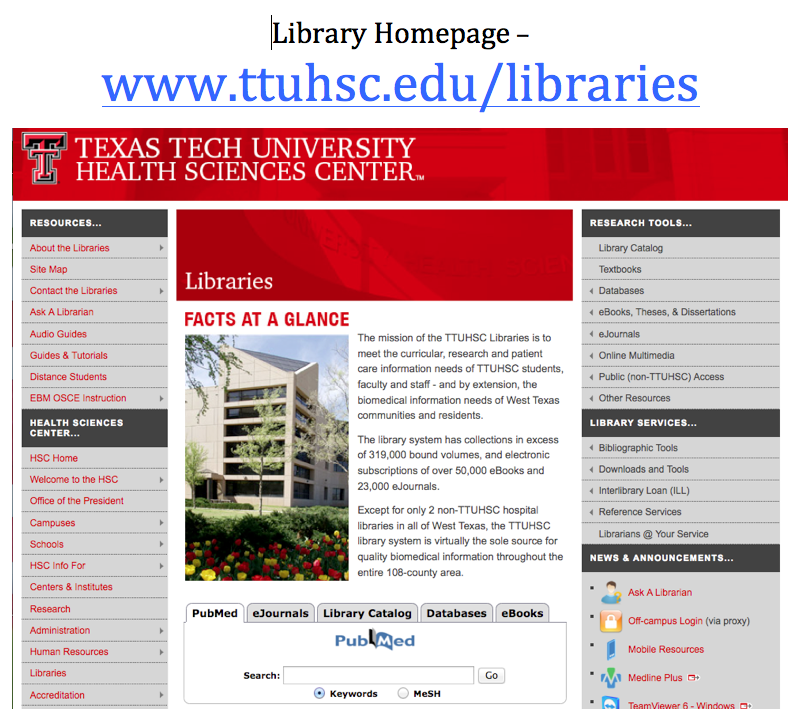 Library Homepage –
www.ttuhsc.edu/libraries
TEXAS TECH UNIVERSITY
HEALTH SCIENCES CENTER™
RESOURCES...
About the Libraries
Site Map
Contact the Libraries
Ask A Librarian
Audio Guides
Guides & Tutorials
Distance Students
EBM OSCE Instruction
HEALTH SCIENCES
CENTER...
HSC Home
Welcome to the HSC
Office of the President
Campuses
Schools
HSC Info For
Centers & Institutes
Research
Administration
Human Resources
Libraries
Accreditation
Libraries
FACTS AT A GLANCE
The mission of the TTUHSC Libraries is to
meet the curricular, research and patient
care information needs of TTUHSC students,
faculty and staff - and by extension, the
biomedical information needs of West Texas
communities and residents.
The library system has collections in excess
of 319,000 bound volumes, and electronic
subscriptions of over 50,000 eBooks and
23,000 eJournals.
Except for only 2 non-TTUHSC hospital
libraries in all of West Texas, the TTUHSC
library system is virtually the sole source for
quality biomedical information throughout the
entire 108-county area.
PubMed eJournals Library Catalog Databases eBooks
PubMed
Search: Go
Keywords MeSH
RESEARCH TOOLS...
Library Catalog
Textbooks
Databases
eBooks, Theses, & Dissertations
eJournals
Online Multimedia
Public (non-TTUHSC) Access
Other Resources
LIBRARY SERVICES...
Bibliographic Tools
Downloads and Tools
Interlibrary Loan (ILL)
Reference Services
Librarians @ Your Service
NEWS & ANNOUNCEMENTS...
Ask A Librarian
Off-campus Login (via proxy)
Mobile Resources
Medline Plus
TeamViewer 6 - Windows